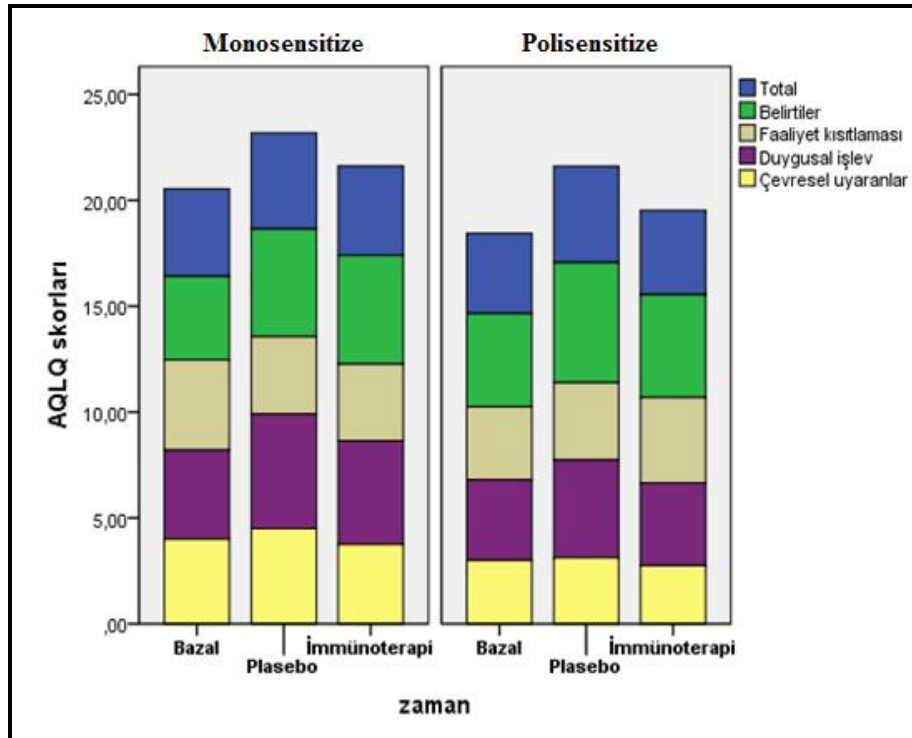 Monosensitize
Polisensitize
25,00
20,00
15,00
10,00
5,00
,00
AQLQ skorları
Total
Belirtiler
Faaliyet kısıtlaması
Duygusal işlev
Çevresel uyaranlar
Bazal
Plasebo
İmmünoterapi
Bazal
Plasebo
İmmünoterapi
zaman